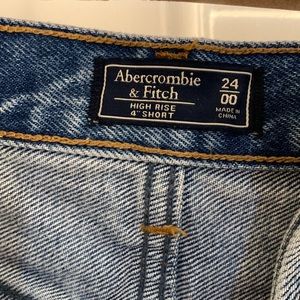 Abercrombie
& Fitch
HIGH RISE
4" SHORT
24
00
MADE IN
CHINA